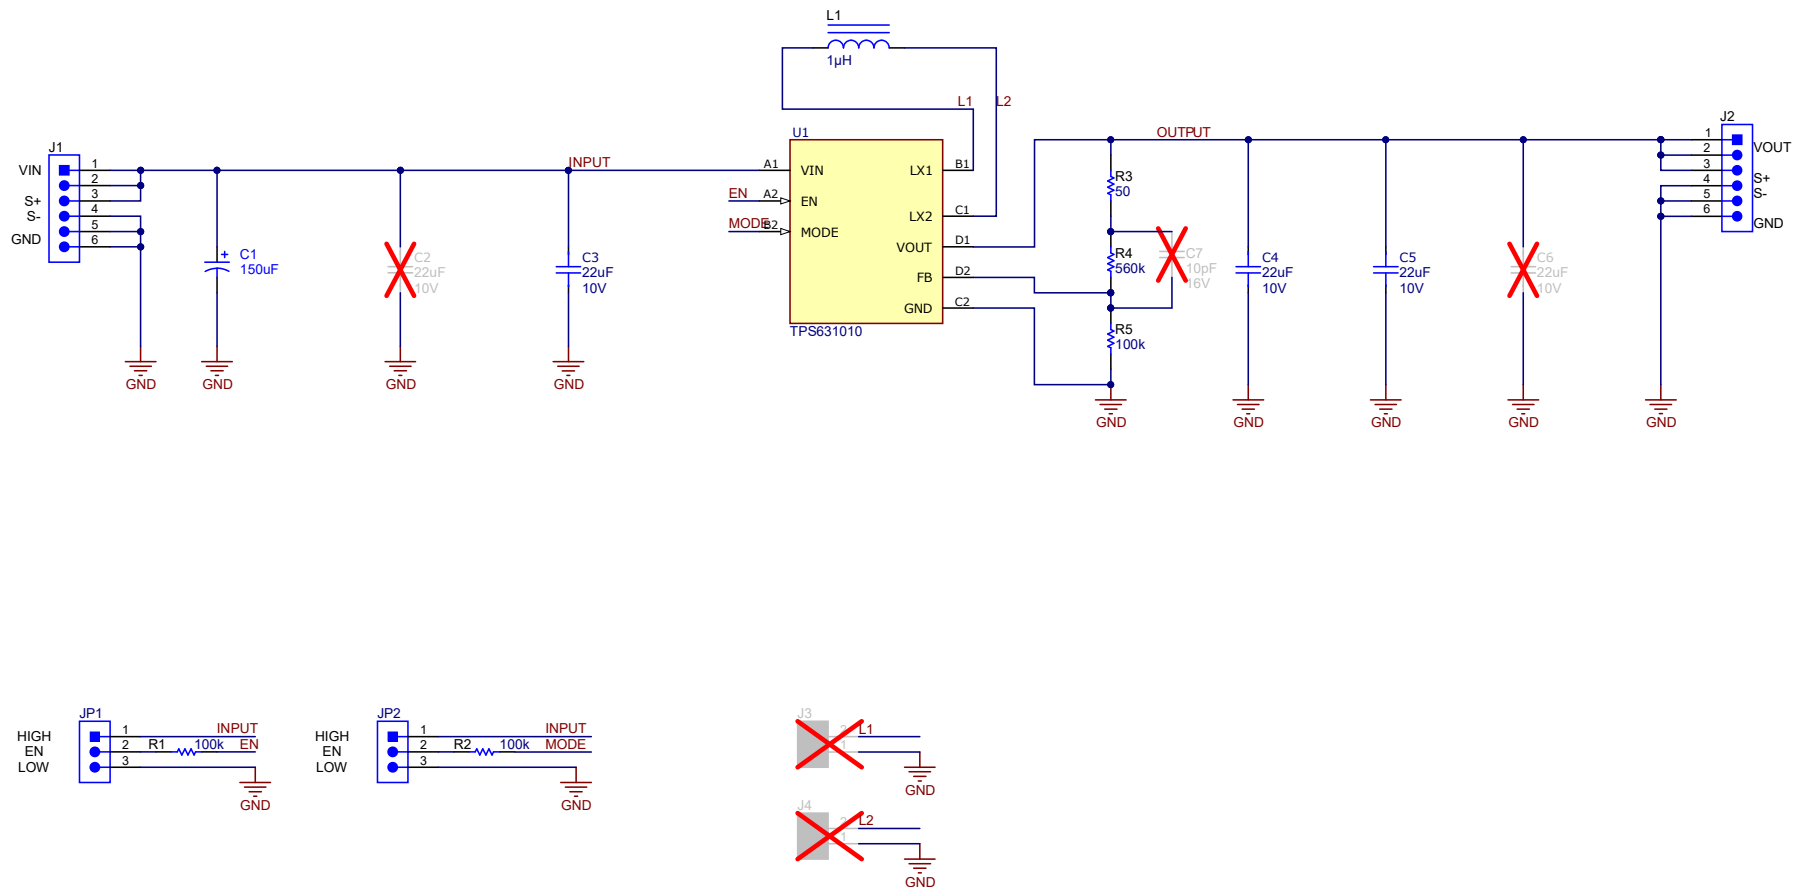 L1
1µH
L1 L2
U1
J1
VIN
S+
S-
GND
1
2
3
4
5
6
INPUT
EN
MODE
A1 VIN
A2 EN
B2 MODE
LX1 B1
LX2 C1
VOUT D1
FB D2
GND C2
TPS631010
C1
150uF
C2
22uF
10V
C3
22uF
10V
GND
GND
GND
GND
OUTPUT
R3
50
R4
560k
C7
10pF
16V
R5
100k
C4
22uF
10V
C5
22uF
10V
C6
22uF
10V
J2
1
2
3
4
5
6
VOUT
S+
S-
GND
GND
GND
GND
GND
GND
JP1
HIGH 1 INPUT
EN 2 R1 100k EN
LOW 3
GND
JP2
HIGH 1 INPUT
EN 2 R2 100k MODE
LOW 3
GND
J3
2 L1
1
GND
J4
2 L2
1
GND